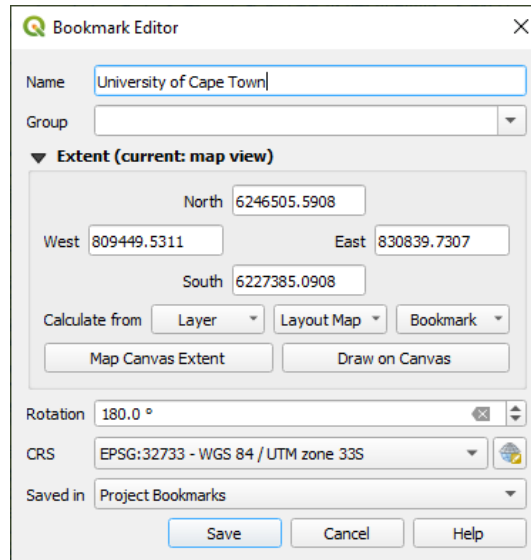 Bookmark Editor
Name University of Cape Town
Group
Extent (current: map view)
North 6246505.5908
West 809449.5311 East 830839.7307
South 6227385.0908
Calculate from Layer Layout Map Bookmark
Map Canvas Extent Draw on Canvas
Rotation 180.0 °
CRS EPSG:32733 - WGS 84 / UTM zone 33S
Saved in Project Bookmarks
Save Cancel Help